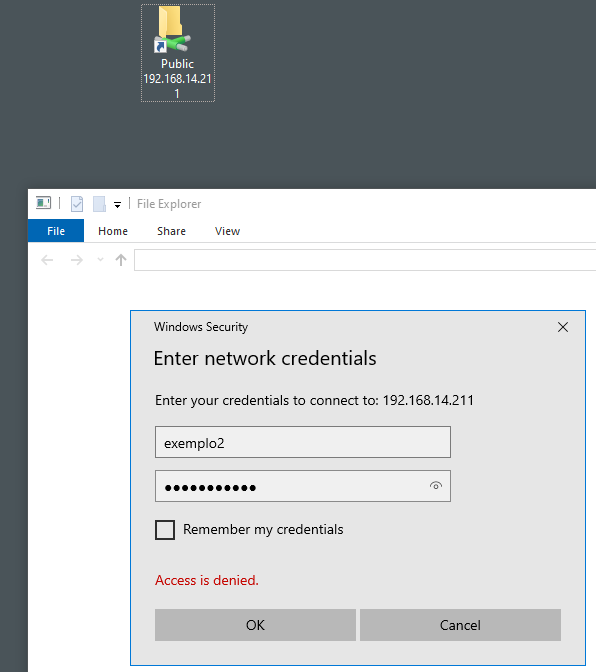 Public
192.168.14.21
1
File Explorer
File Home Share View
Windows Security
Enter network credentials
Enter your credentials to connect to: 192.168.14.211
exemplo2
●●●●●●●●●●●
Remember my credentials
Access is denied.
OK Cancel